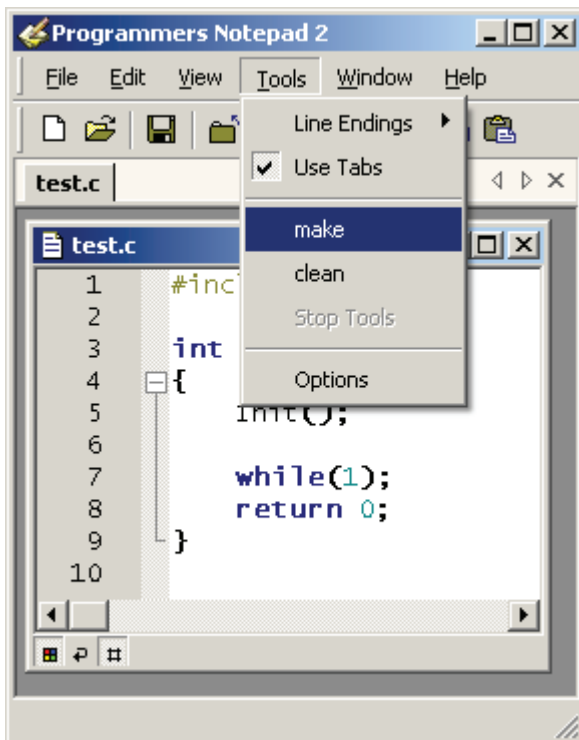 Programmers Notepad 2
File Edit View Tools Window Help
Line Endings
Use Tabs
make
clean
Stop Tools
Options
test.c
test.c
1 #inc
2
3 int
4 {
5 init();
6
7 while(1);
8 return 0;
9 }
10